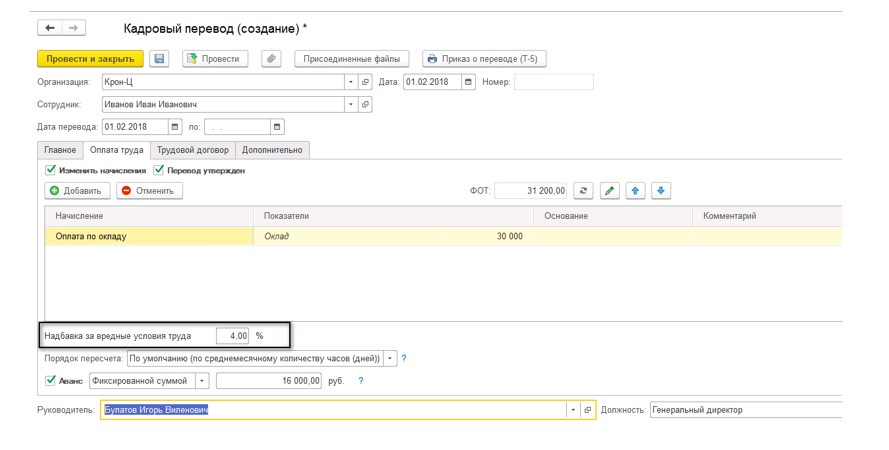 Кадровый перевод (создание) *
Провести и закрыть Провести Присоединенные файлы Приказ о переводе (Т-5)
Организация: Крон-Ц Дата: 01.02.2018 Номер:
Сотрудник: Иванов Иван Иванович
Дата перевода: 01.02.2018 по: . .
Главное Оплата труда Трудовой договор Дополнительно
Изменить начисления Перевод утвержден
Добавить Отменить ФОТ: 31 200,00
Начисление Показатели Основание Комментарий
Оплата по окладу Оклад 30 000
Надбавка за вредные условия труда 4,00 %
Порядок пересчета: По умолчанию (по среднемесячному количеству часов (дней)) ?
Аванс Фиксированной суммой 16 000,00 руб. ?
Руководитель: Булатов Игорь Виленович Должность: Генеральный директор